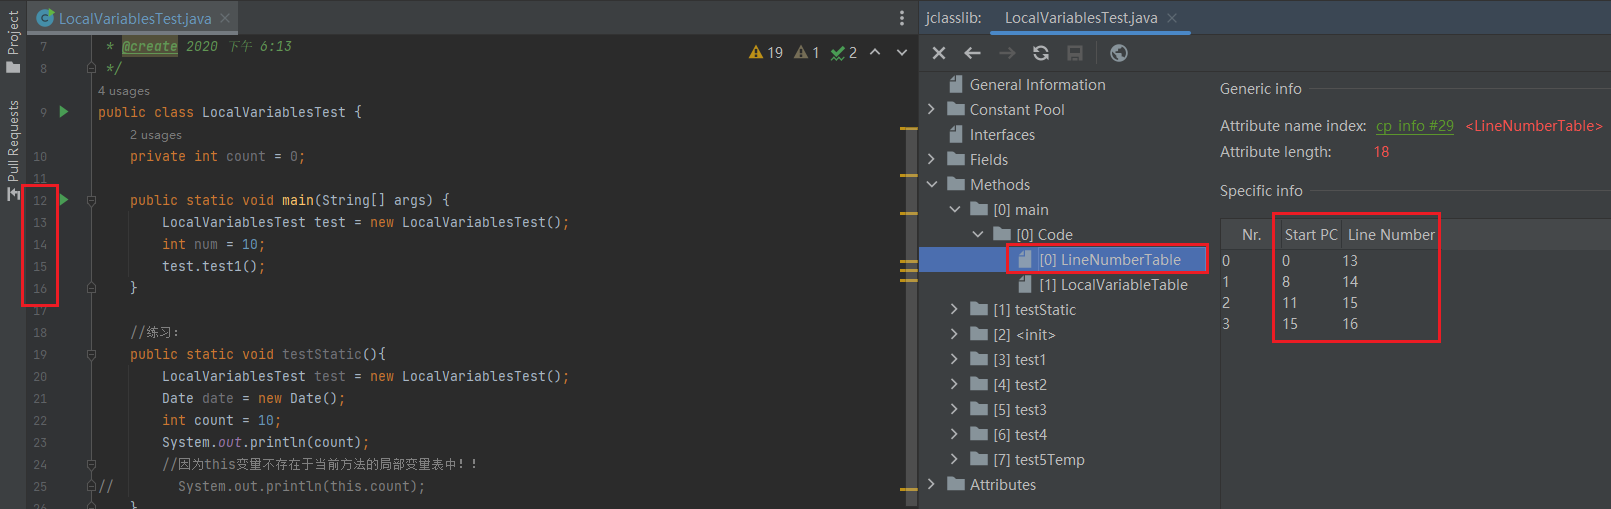 Project
Pull Requests
LocalVariablesTest.java
19 1 2
7 * @create 2020 下午 6:13
8 */
4 usages
9 public class LocalVariablesTest {
2 usages
10 private int count = 0;
11
12 public static void main(String[] args) {
13 LocalVariablesTest test = new LocalVariablesTest();
14 int num = 10;
15 test.test1();
16 }
17
18 //练习：
19 public static void testStatic(){
20 LocalVariablesTest test = new LocalVariablesTest();
21 Date date = new Date();
22 int count = 10;
23 System.out.println(count);
24 //因为this变量不存在于当前方法的局部变量表中！！
25 // System.out.println(this.count);
26 }
jclasslib: LocalVariablesTest.java
General Information
Constant Pool
Interfaces
Fields
Methods
[0] main
[0] Code
[0] LineNumberTable
[1] LocalVariableTable
[1] testStatic
[2] <init>
[3] test1
[4] test2
[5] test3
[6] test4
[7] test5Temp
Attributes
Generic info
Attribute name index: cp info #29 <LineNumberTable>
Attribute length: 18
Specific info
Nr. Start PC Line Number
0 0 13
1 8 14
2 11 15
3 15 16